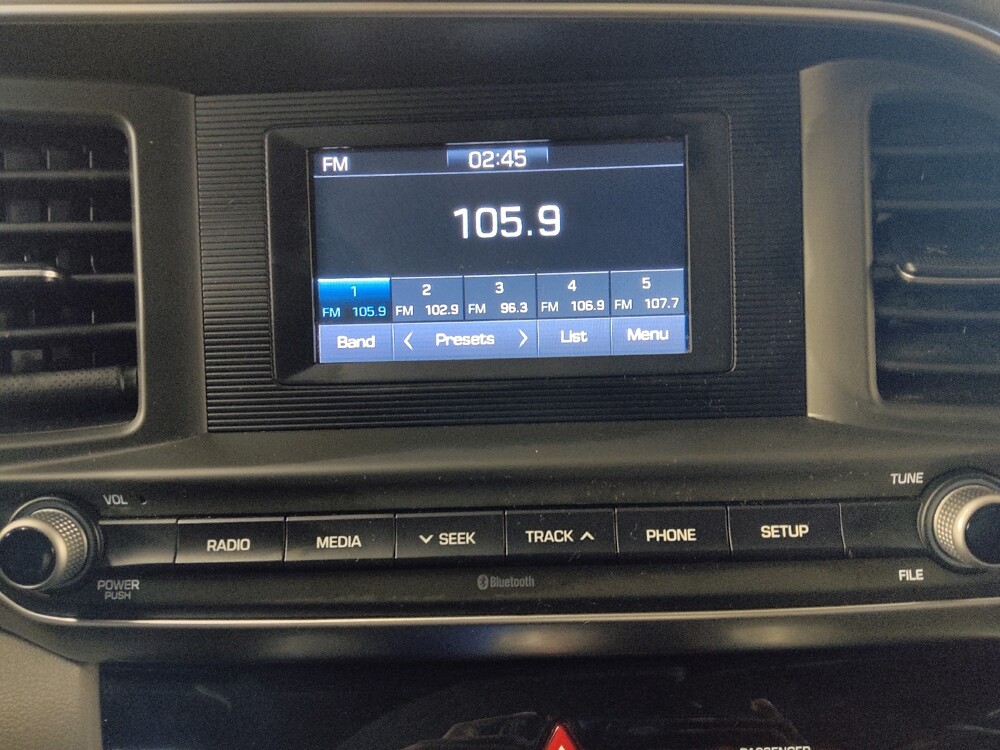 FM 02:45
105.9
1 2 3 4 5
FM 105.9 FM 102.9 FM 96.3 FM 106.9 FM 107.7
Band < Presets > List Menu
VOL TUNE
RADIO MEDIA SEEK TRACK PHONE SETUP
POWER PUSH Bluetooth FILE
PASSENGER